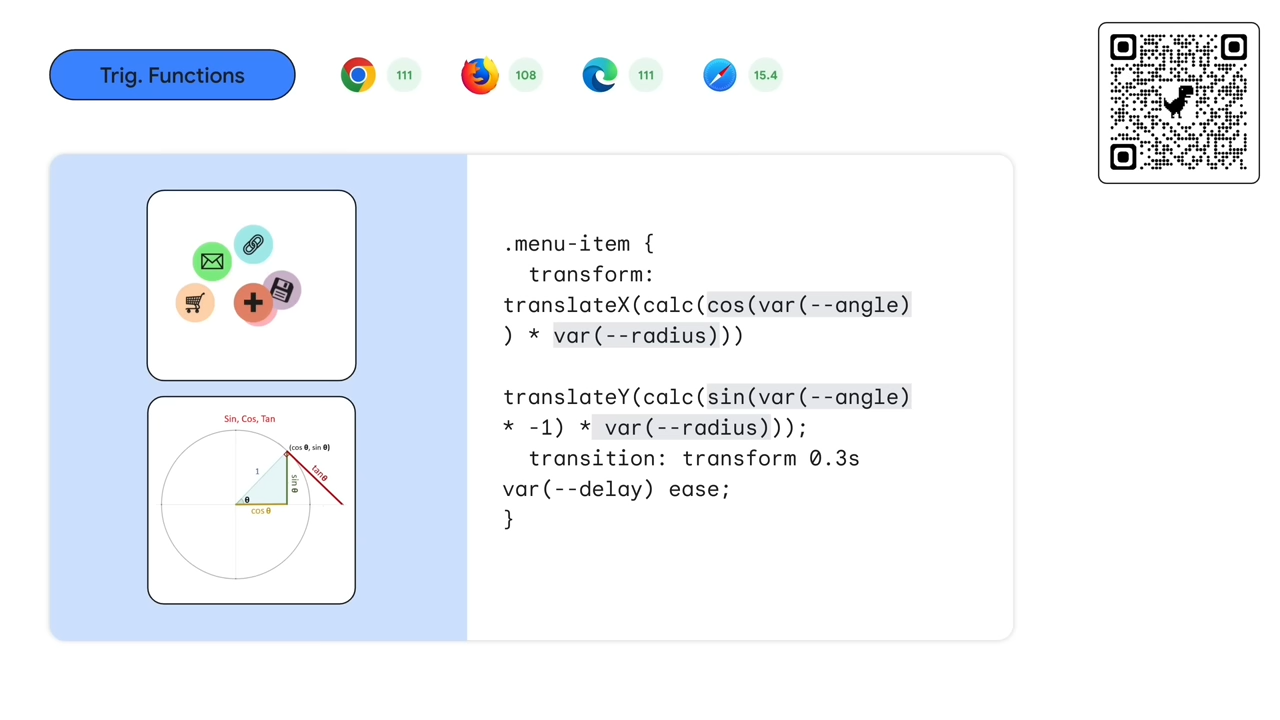 Trig. Functions
111
108
111
15.4
Sin, Cos, Tan
(cos θ, sin θ)
1
tanθ
sin θ
θ
cos θ
.menu-item {
transform:
translateX(calc(cos(var(--angle)
) * var(--radius)))
translateY(calc(sin(var(--angle)
* -1) * var(--radius)));
transition: transform 0.3s
var(--delay) ease;
}